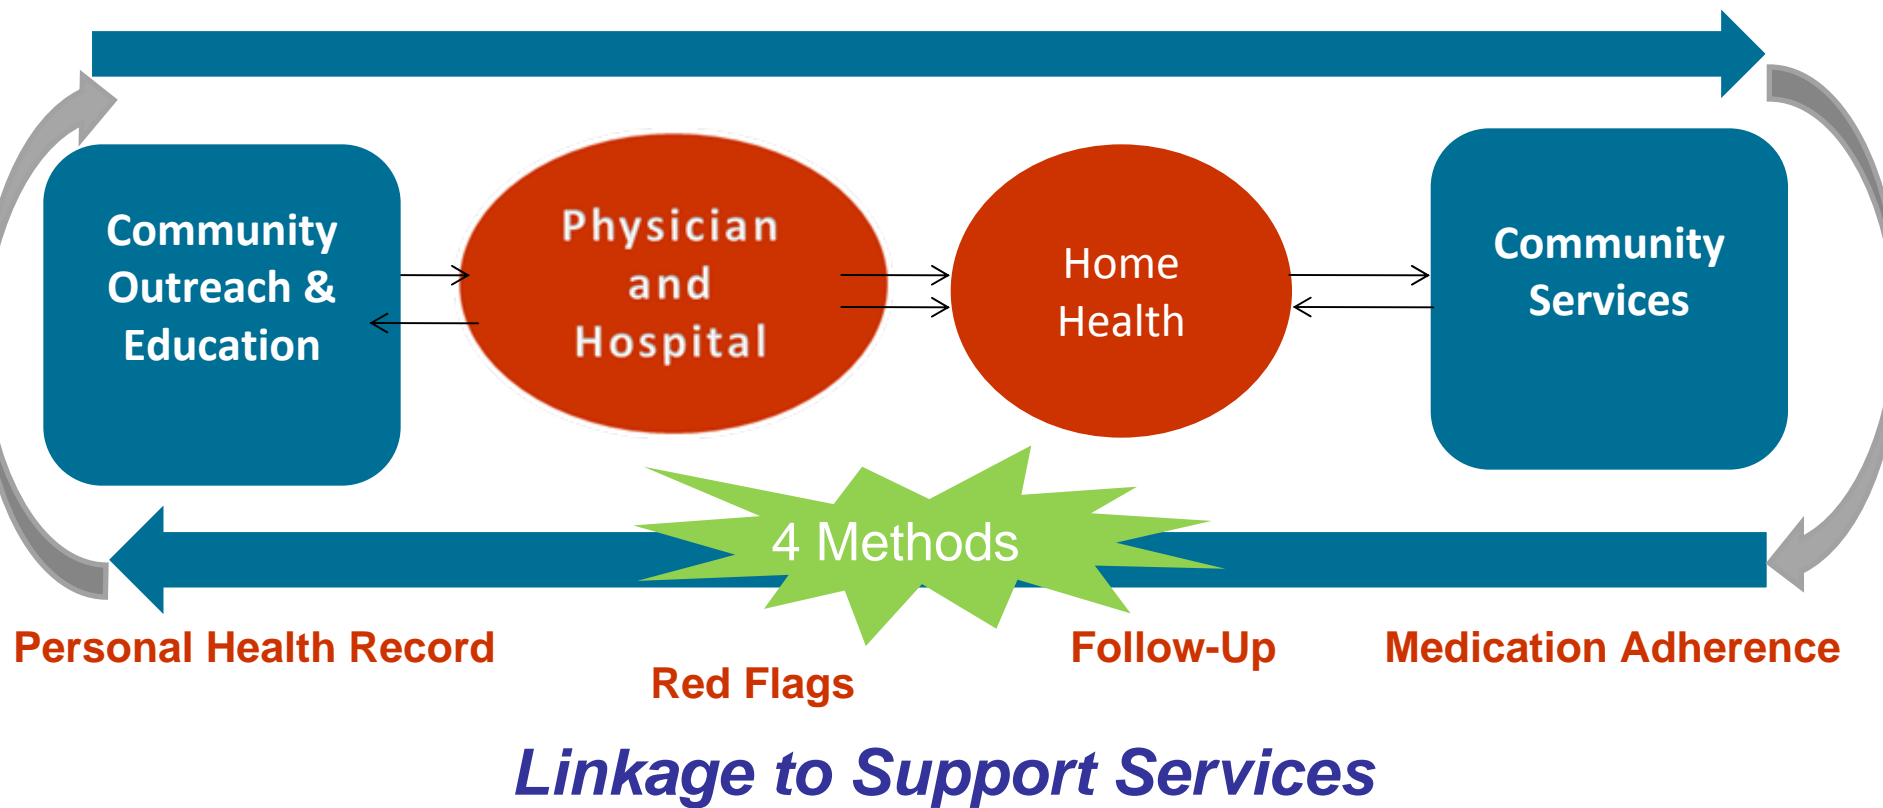 Community
Outreach &
Education
Physician
and
Hospital
Home
Health
Community
Services
4 Methods
Personal Health Record
Red Flags
Follow-Up
Medication Adherence
Linkage to Support Services